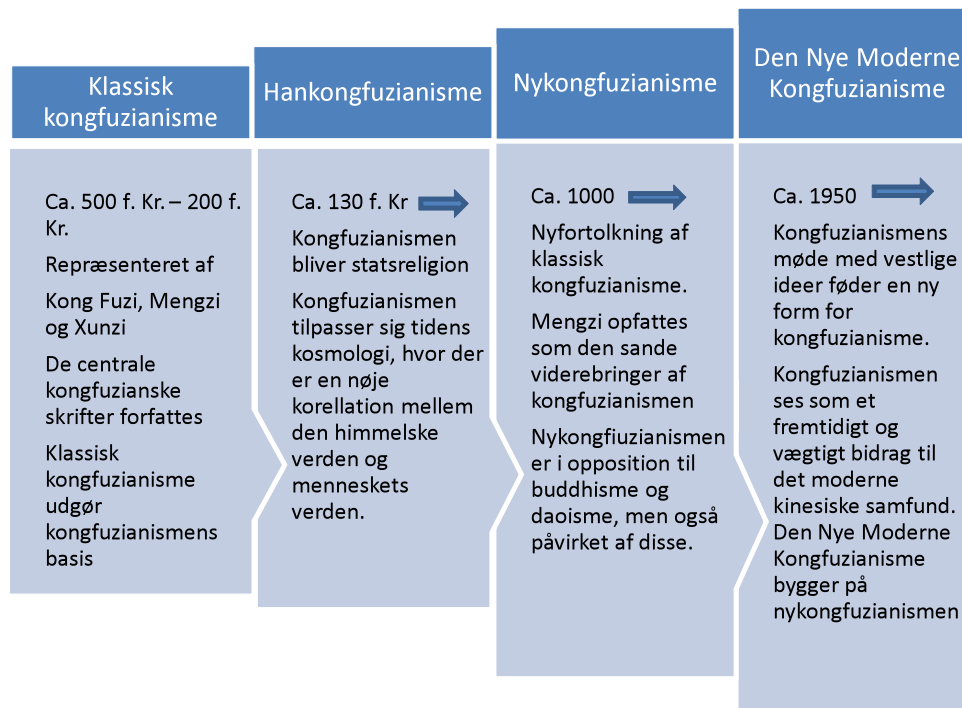 Klassisk
kongfuzianisme
Ca. 500 f. Kr. – 200 f.
Kr.
Repræsenteret af
Kong Fuzi, Mengzi
og Xunzi
De centrale
kongfuzianske
skrifter forfattes
Klassisk
kongfuzianisme
udgør
kongfuzianismens
basis
Hankongfuzianisme
Ca. 130 f. Kr
Kongfuzianismen
bliver statsreligion
Kongfuzianismen
tilpasser sig tidens
kosmologi, hvor der
er en nøje
korellation mellem
den himmelske
verden og
menneskets
verden.
Nykongfuzianisme
Ca. 1000
Nyfortolkning af
klassisk
kongfuzianisme.
Mengzi opfattes
som den sande
viderebringer af
kongfuzianismen
Nykongfiuzianismen
er i opposition til
buddhisme og
daoisme, men også
påvirket af disse.
Den Nye Moderne
Kongfuzianisme
Ca. 1950
Kongfuzianismens
møde med vestlige
ideer føder en ny
form for
kongfuzianisme.
Kongfuzianismen
ses som et
fremtidigt og
vægtigt bidrag til
det moderne
kinesiske samfund.
Den Nye Moderne
Kongfuzianisme
bygger på
nykongfuzianismen